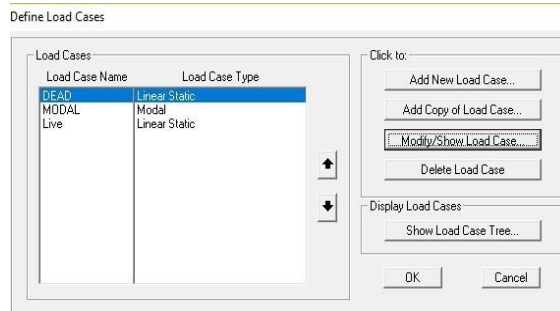 Define Load Cases
Load Cases
Load Case Name Load Case Type
DEAD Linear Static
MODAL Modal
Live Linear Static
Click to:
Add New Load Case...
Add Copy of Load Case...
Modify/Show Load Case...
Delete Load Case
Display Load Cases
Show Load Case Tree...
OK Cancel